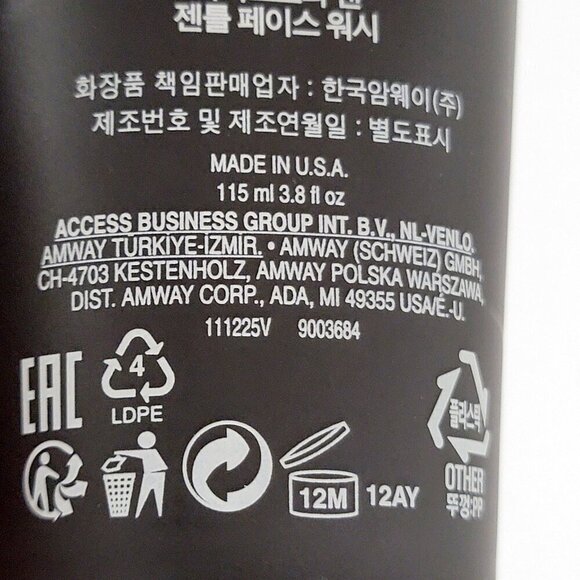 젠틀 페이스 워시
화장품 책임판매업자 : 한국암웨이(주)
제조번호 및 제조연월일 : 별도표시
MADE IN U.S.A.
115 ml 3.8 fl oz
ACCESS BUSINESS GROUP INT. B.V., NL-VENLO.
AMWAY TURKIYE-İZMİR. • AMWAY (SCHWEIZ) GMBH,
CH-4703 KESTENHOLZ, AMWAY POLSKA WARSZAWA,
DIST. AMWAY CORP., ADA, MI 49355 USA/E.-U.
111225V 9003684
EAC
4
LDPE
플라스틱
OTHER
뚜껑:PP
12M 12AY